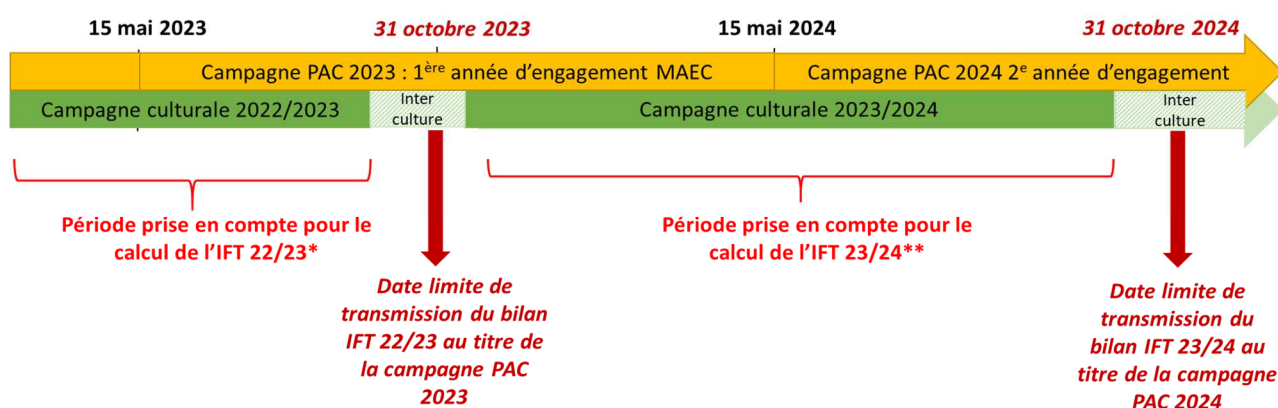 15 mai 2023
31 octobre 2023
15 mai 2024
31 octobre 2024
Campagne PAC 2023 : 1ère année d'engagement MAEC
Campagne PAC 2024 2e année d'engagement
Campagne culturale 2022/2023
Inter
culture
Campagne culturale 2023/2024
Inter
culture
Période prise en compte pour le
calcul de l'IFT 22/23*
Période prise en compte pour le
calcul de l'IFT 23/24**
Date limite de
transmission du bilan
IFT 22/23 au titre de
la campagne PAC
2023
Date limite de
transmission du
bilan IFT 23/24 au
titre de la campagne
PAC 2024